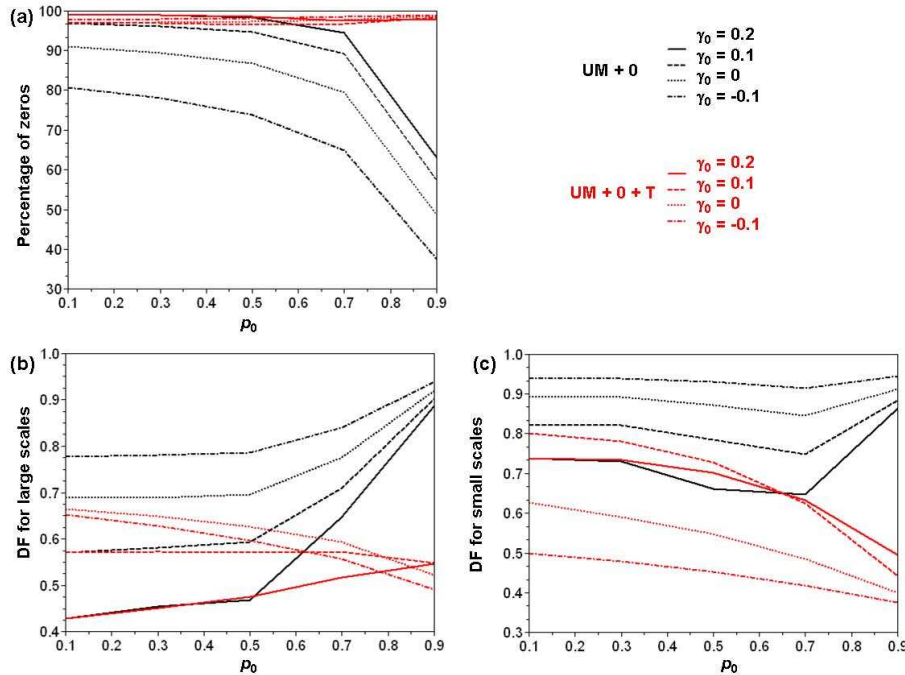 (a)
Percentage of zeros
100
90
80
70
60
50
40
30
0.1 0.2 0.3 0.4 0.5 0.6 0.7 0.8 0.9
p₀
UM + 0
γ₀ = 0.2
γ₀ = 0.1
γ₀ = 0
γ₀ = -0.1
UM + 0 + T
γ₀ = 0.2
γ₀ = 0.1
γ₀ = 0
γ₀ = -0.1
(b)
DF for large scales
1.0
0.9
0.8
0.7
0.6
0.5
0.4
0.1 0.2 0.3 0.4 0.5 0.6 0.7 0.8 0.9
p₀
(c)
DF for small scales
1.0
0.9
0.8
0.7
0.6
0.5
0.4
0.3
0.1 0.2 0.3 0.4 0.5 0.6 0.7 0.8 0.9
p₀